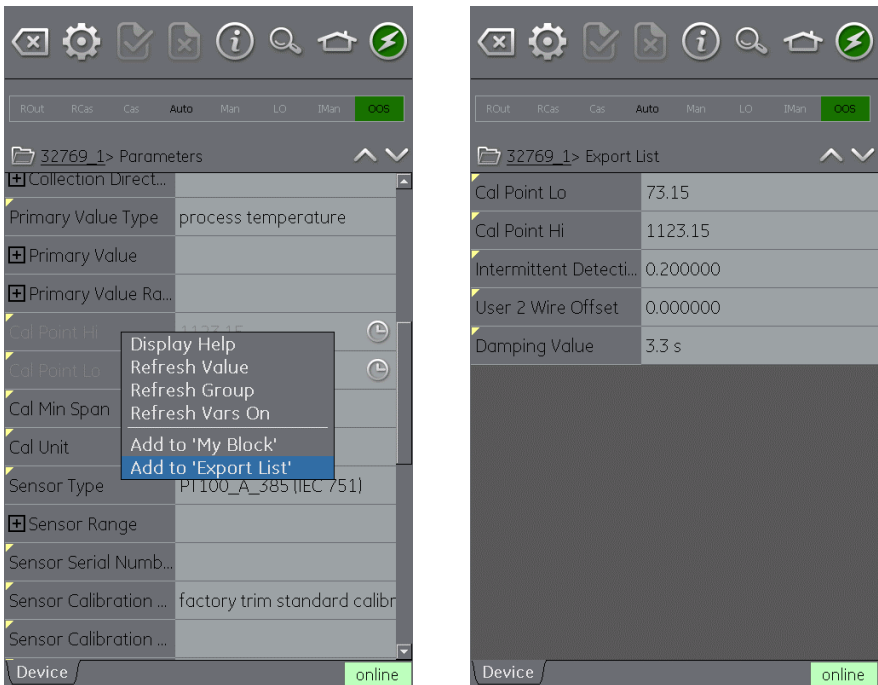 ROut RCas Cas Auto Man LO IMan OOS
32769_1> Parameters
Collection Direct...
Primary Value Type process temperature
Primary Value
Primary Value Ra...
Cal Point Hi 1123.15
Cal Point Lo
Cal Min Span
Cal Unit
Sensor Type PT100_A_385 (IEC 751)
Sensor Range
Sensor Serial Numb...
Sensor Calibration ... factory trim standard calibr
Sensor Calibration ...
Display Help
Refresh Value
Refresh Group
Refresh Vars On
Add to 'My Block'
Add to 'Export List'
Device online
ROut RCas Cas Auto Man LO IMan OOS
32769_1> Export List
Cal Point Lo 73.15
Cal Point Hi 1123.15
Intermittent Detecti... 0.200000
User 2 Wire Offset 0.000000
Damping Value 3.3 s
Device online